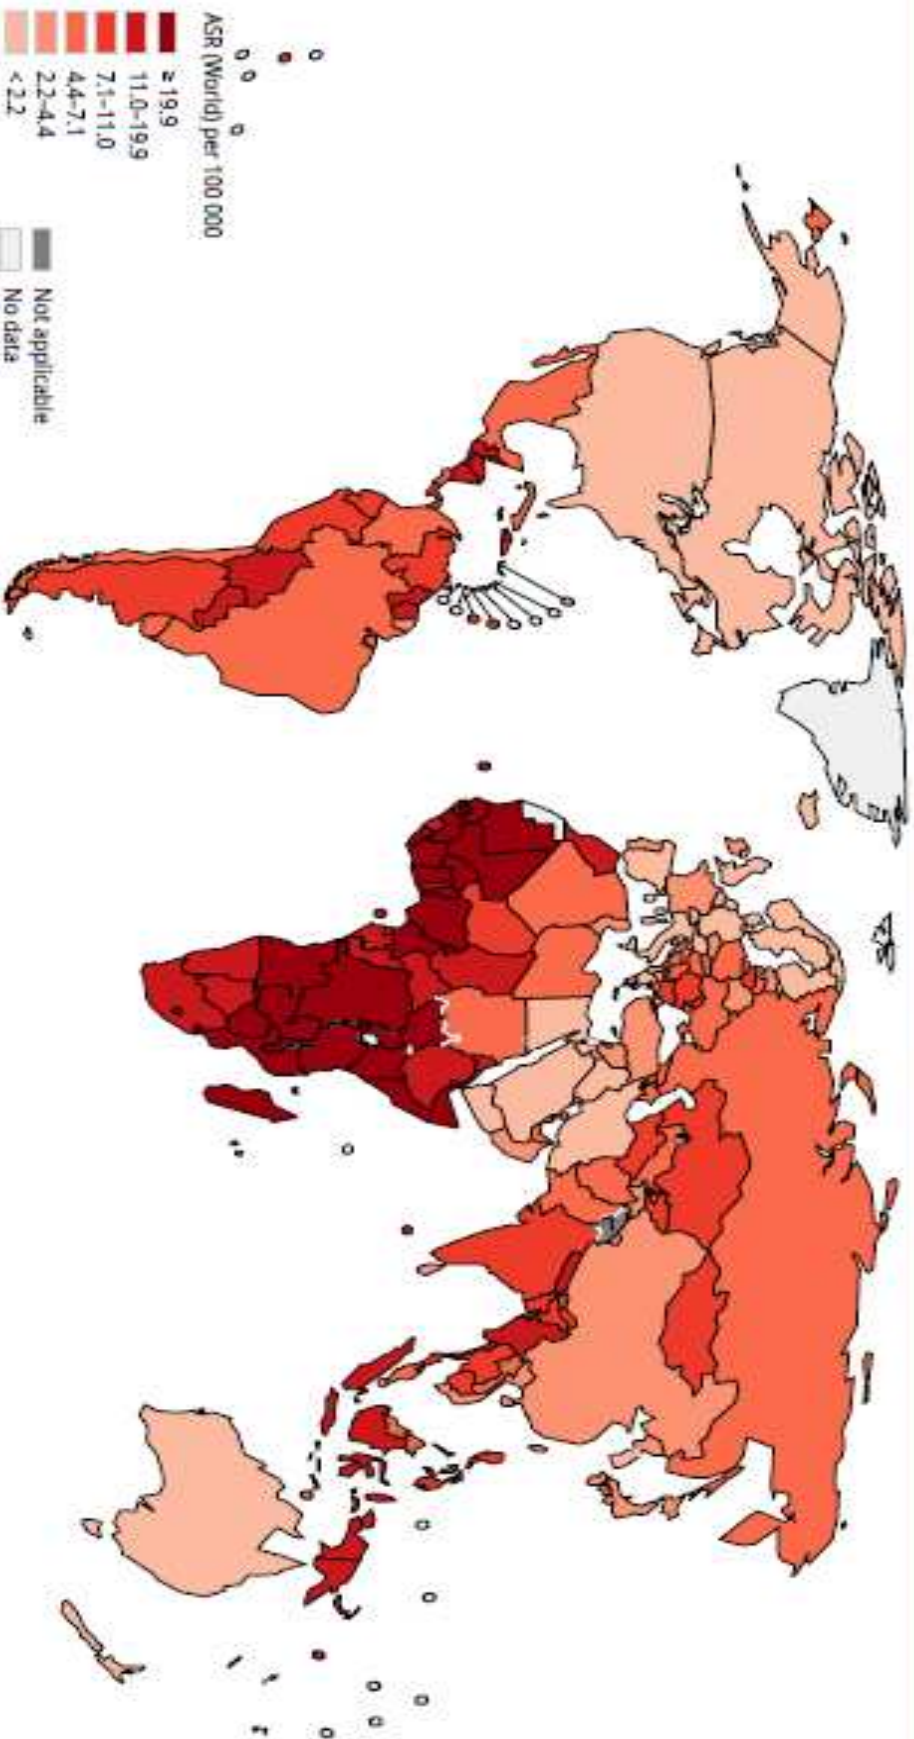 ASR (World) per 100 000
≥ 19.9
11.0–19.9
7.1–11.0
4.4–7.1
2.2–4.4
< 2.2
Not applicable
No data